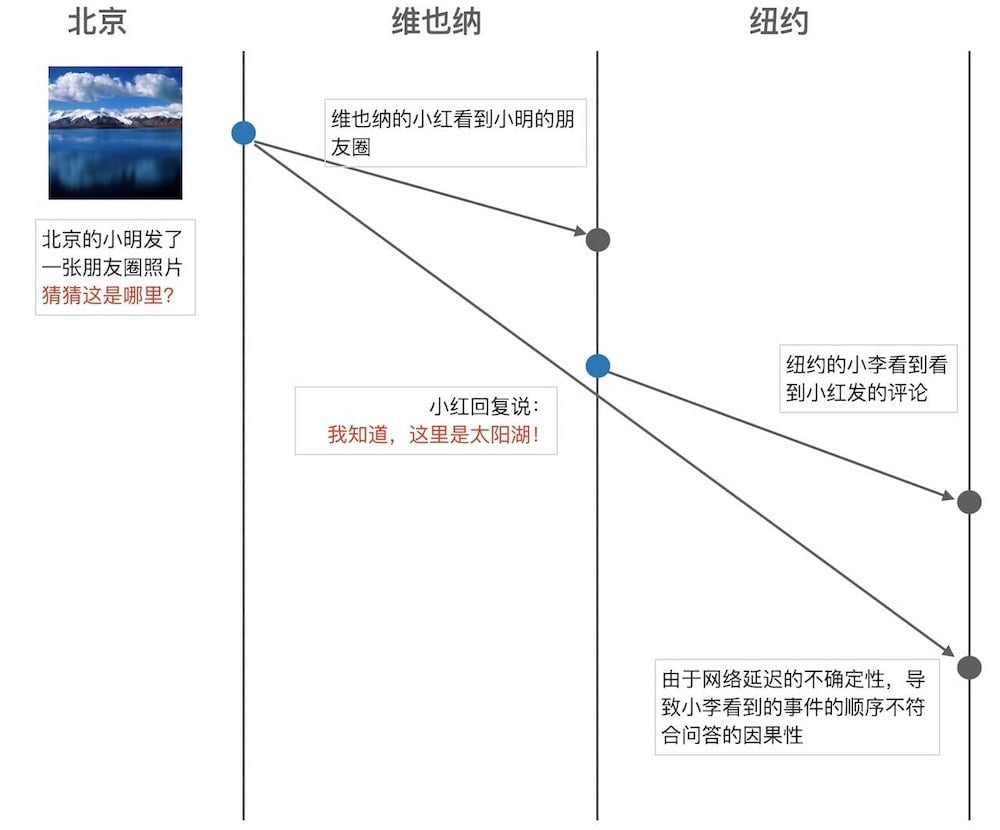 北京
维也纳
纽约
维也纳的小红看到小明的朋
友圈
北京的小明发了
一张朋友圈照片
猜猜这是哪里？
纽约的小李看到看
到小红发的评论
小红回复说：
我知道，这里是太阳湖！
由于网络延迟的不确定性，导
致小李看到的事件的顺序不符
合问答的因果性